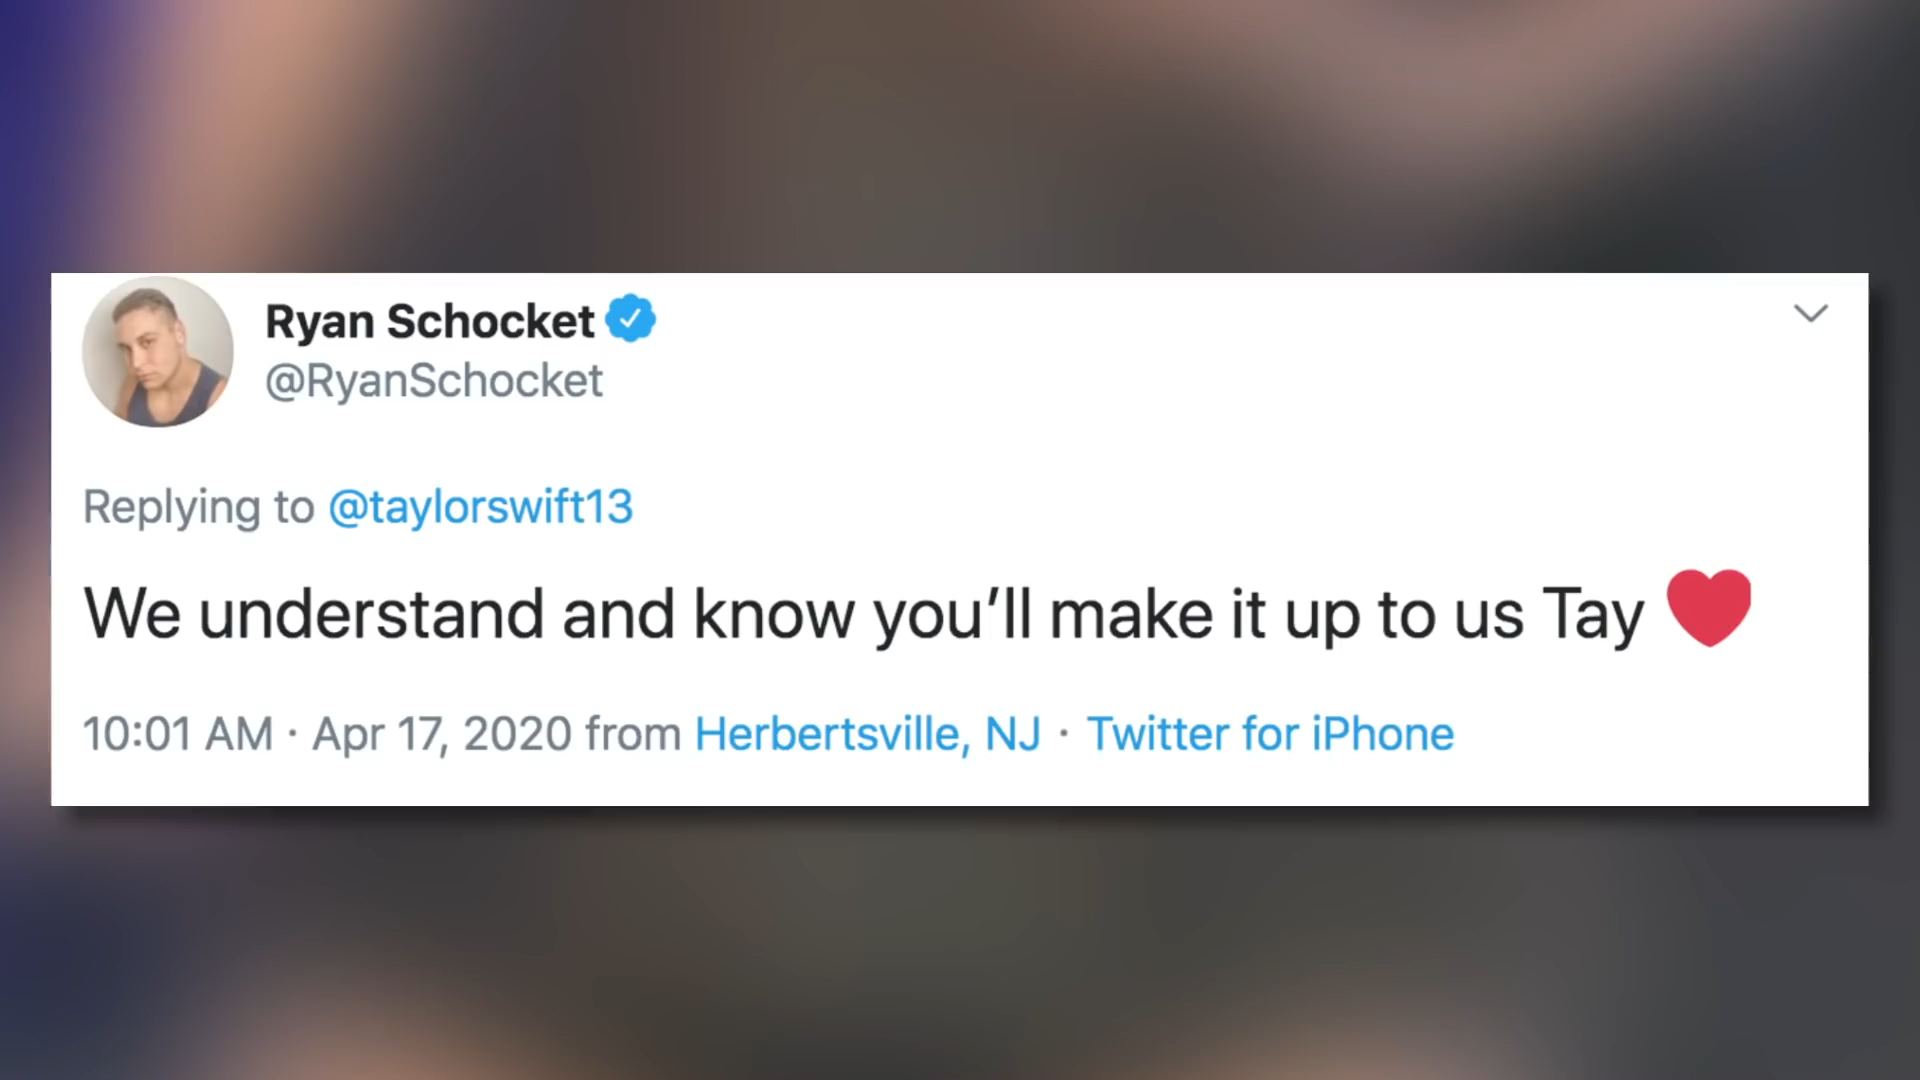 Ryan Schocket
@RyanSchocket
Replying to @taylorswift13
We understand and know you’ll make it up to us Tay ❤️
10:01 AM · Apr 17, 2020 from Herbertsville, NJ · Twitter for iPhone